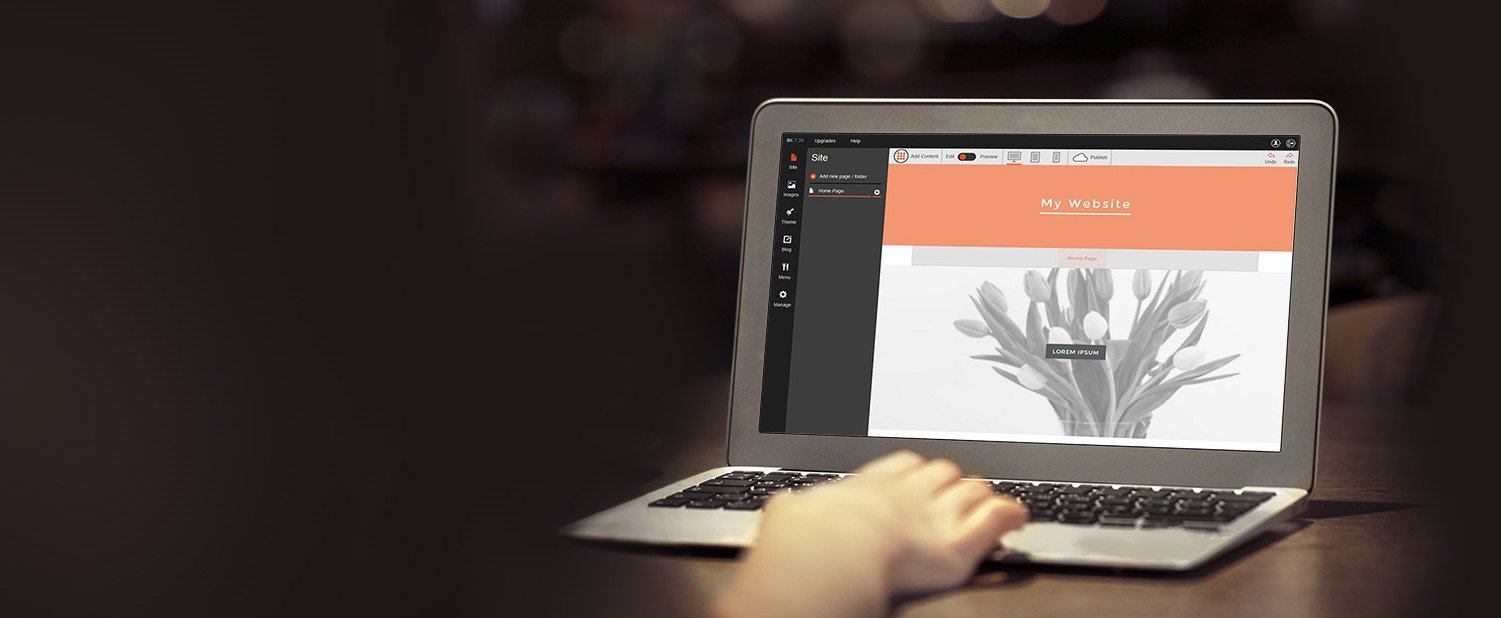 Upgrades Help
Site
Site
Images
Theme
Blog
Menu
Manage
Add new page / folder
Home Page
Add Content Edit Preview Publish Undo Redo
My Website
Home Page
LOREM IPSUM